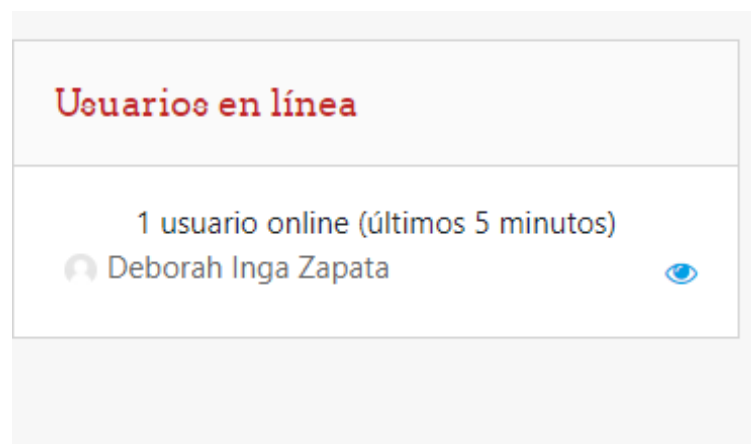 Usuarios en línea
1 usuario online (últimos 5 minutos)
Deborah Inga Zapata